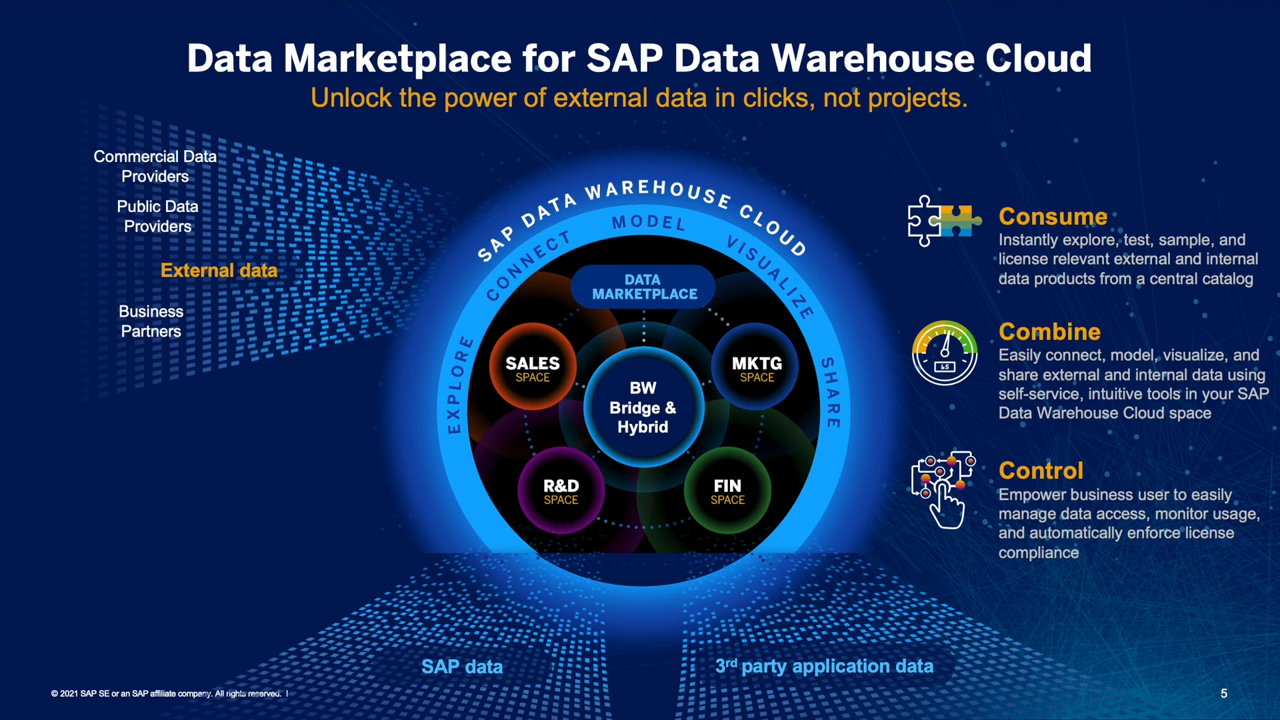 Data Marketplace for SAP Data Warehouse Cloud
Unlock the power of external data in clicks, not projects.
Commercial Data
Providers
Public Data
Providers
External data
Business
Partners
SAP DATA WAREHOUSE CLOUD
EXPLORE CONNECT MODEL VISUALIZE SHARE
DATA
MARKETPLACE
SALES
SPACE
MKTG
SPACE
BW
Bridge &
Hybrid
R&D
SPACE
FIN
SPACE
Consume
Instantly explore, test, sample, and
license relevant external and internal
data products from a central catalog
65
Combine
Easily connect, model, visualize, and
share external and internal data using
self-service, intuitive tools in your SAP
Data Warehouse Cloud space
Control
Empower business user to easily
manage data access, monitor usage,
and automatically enforce license
compliance
SAP data
3rd party application data
© 2021 SAP SE or an SAP affiliate company. All rights reserved. I
5